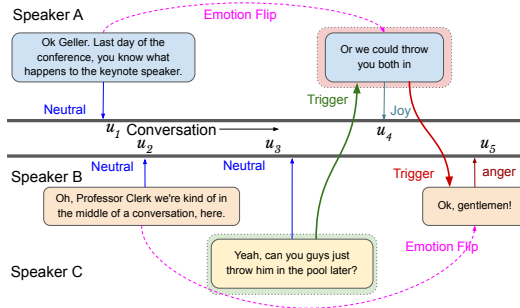 Speaker A
Emotion Flip
Ok Geller. Last day of the
conference, you know what
happens to the keynote speaker.
Or we could throw
you both in
Neutral
Trigger
Joy
u1 Conversation
u2
u3
u4
u5
Neutral
Neutral
Trigger
anger
Speaker B
Oh, Professor Clerk we're kind of in
the middle of a conversation, here.
Ok, gentlemen!
Emotion Flip
Yeah, can you guys just
throw him in the pool later?
Speaker C